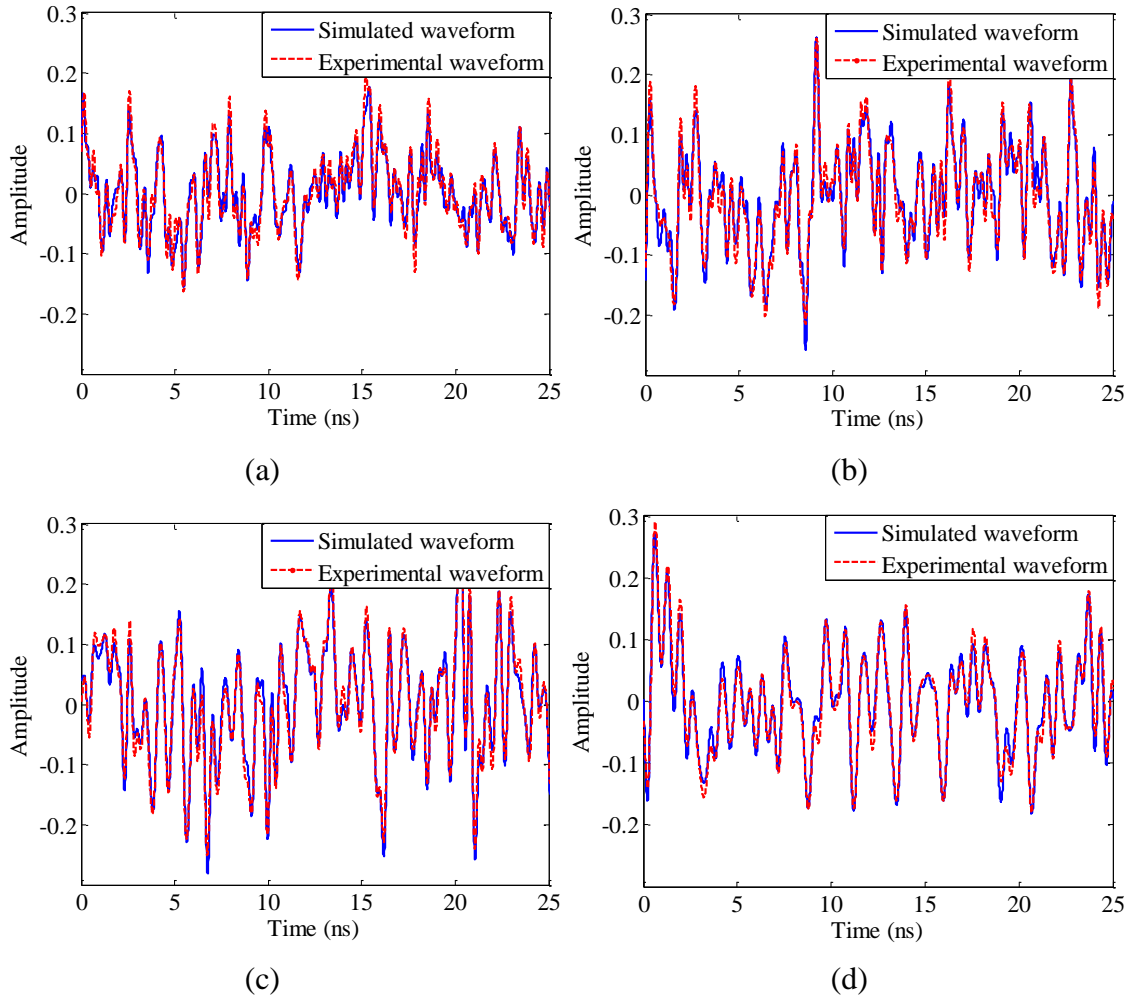 0.3
0.2
0.1
0
-0.1
-0.2
Amplitude
Simulated waveform
Experimental waveform
0 5 10 15 20 25
Time (ns)
(a)
0.3
0.2
0.1
0
-0.1
-0.2
Amplitude
Simulated waveform
Experimental waveform
0 5 10 15 20 25
Time (ns)
(b)
0.3
0.2
0.1
0
-0.1
-0.2
Amplitude
Simulated waveform
Experimental waveform
0 5 10 15 20 25
Time (ns)
(c)
0.3
0.2
0.1
0
-0.1
-0.2
Amplitude
Simulated waveform
Experimental waveform
0 5 10 15 20 25
Time (ns)
(d)